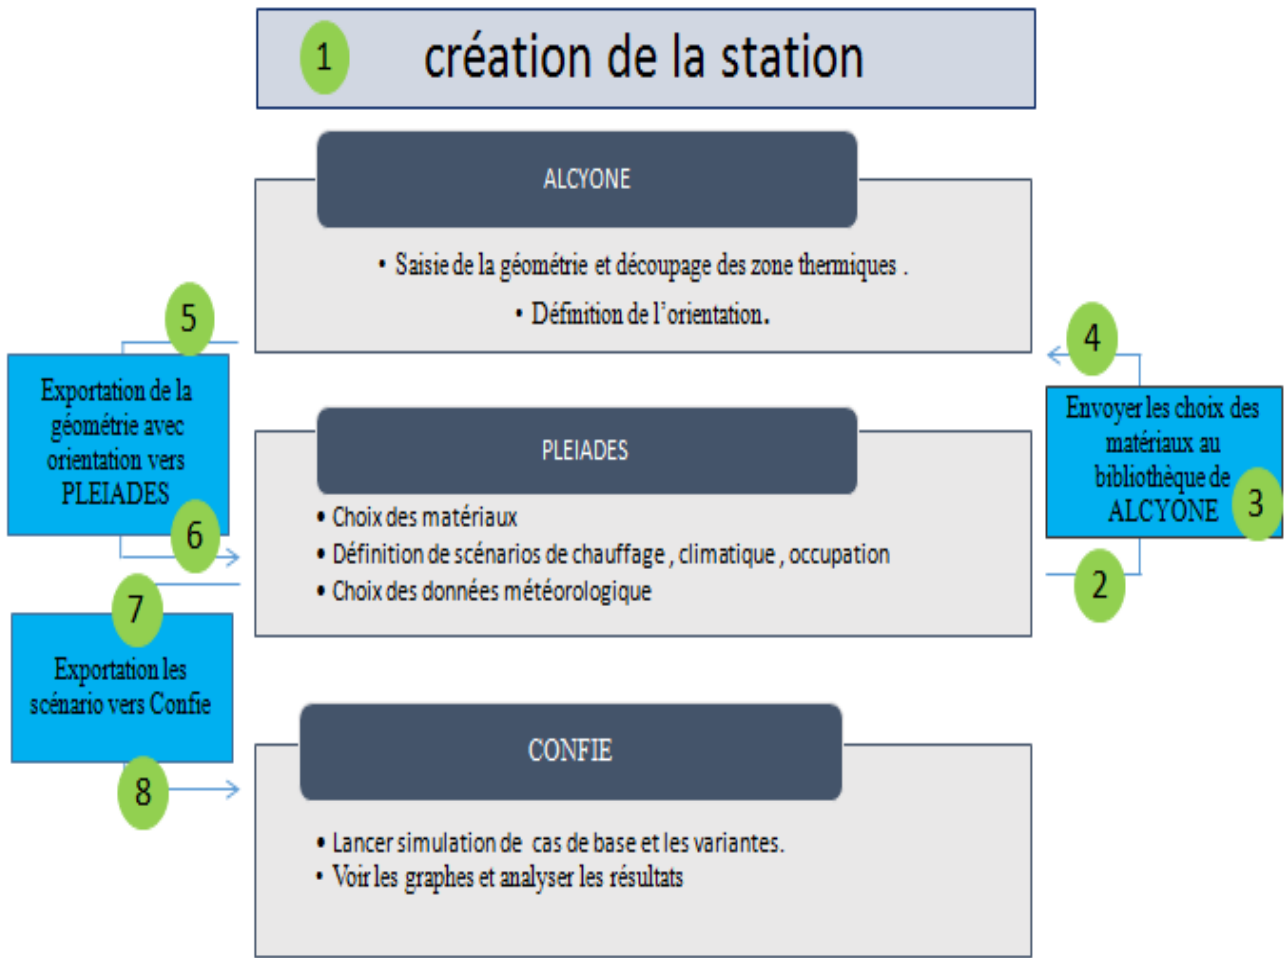 1 création de la station
ALCYONE
• Saisie de la géométrie et découpage des zone thermiques .
• Définition de l’orientation.
5
Exportation de la
géométrie avec
orientation vers
PLEIADES
6
4
Envoyer les choix des
matériaux au
bibliothèque de
ALCYONE
3
2
PLEIADES
• Choix des matériaux
• Définition de scénarios de chauffage , climatique , occupation
• Choix des données météorologique
7
Exportation les
scénario vers Confie
8
CONFIE
• Lancer simulation de cas de base et les variantes.
• Voir les graphes et analyser les résultats